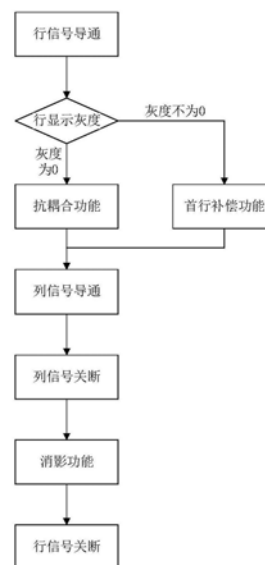 行信号导通
行显示灰度
灰度不为0
灰度
为0
抗耦合功能
首行补偿功能
列信号导通
列信号关断
消影功能
行信号关断